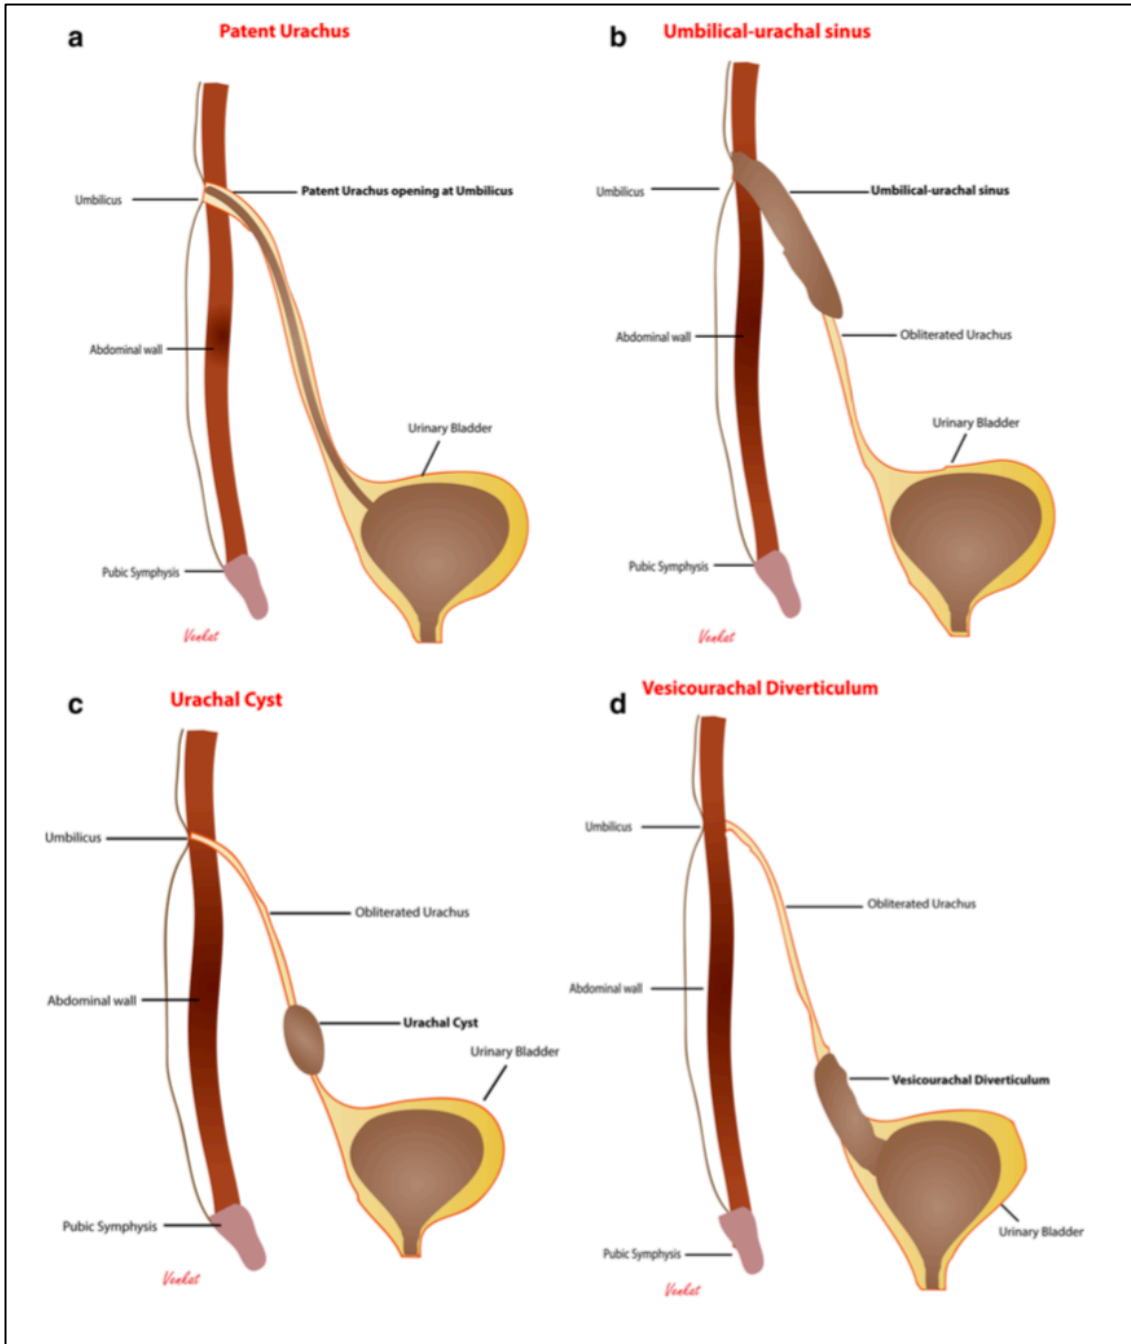 a
Patent Urachus
Umbilicus
Patent Urachus opening at Umbilicus
Abdominal wall
Urinary Bladder
Pubic Symphysis
Venkat
b
Umbilical-urachal sinus
Umbilicus
Umbilical-urachal sinus
Abdominal wall
Obliterated Urachus
Urinary Bladder
Pubic Symphysis
Venkat
c
Urachal Cyst
Umbilicus
Obliterated Urachus
Abdominal wall
Urachal Cyst
Urinary Bladder
Pubic Symphysis
Venkat
d
Vesicourachal Diverticulum
Umbilicus
Obliterated Urachus
Abdominal wall
Vesicourachal Diverticulum
Urinary Bladder
Pubic Symphysis
Venkat